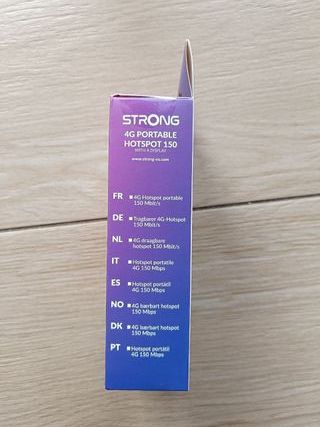 STRONG
4G PORTABLE
HOTSPOT 150
WITH A DISPLAY
www.strong-eu.com
FR 4G Hotspot portable
150 Mbit/s
DE Tragbarer 4G-Hotspot
150 Mbit/s
NL 4G draagbare
hotspot 150 Mbit/s
IT Hotspot portatile
4G 150 Mbps
ES Hotspot portátil
4G 150 Mbps
NO 4G bærbart hotspot
150 Mbps
DK 4G bærbart hotspot
150 Mbps
PT Hotspot portátil
4G 150 Mbps